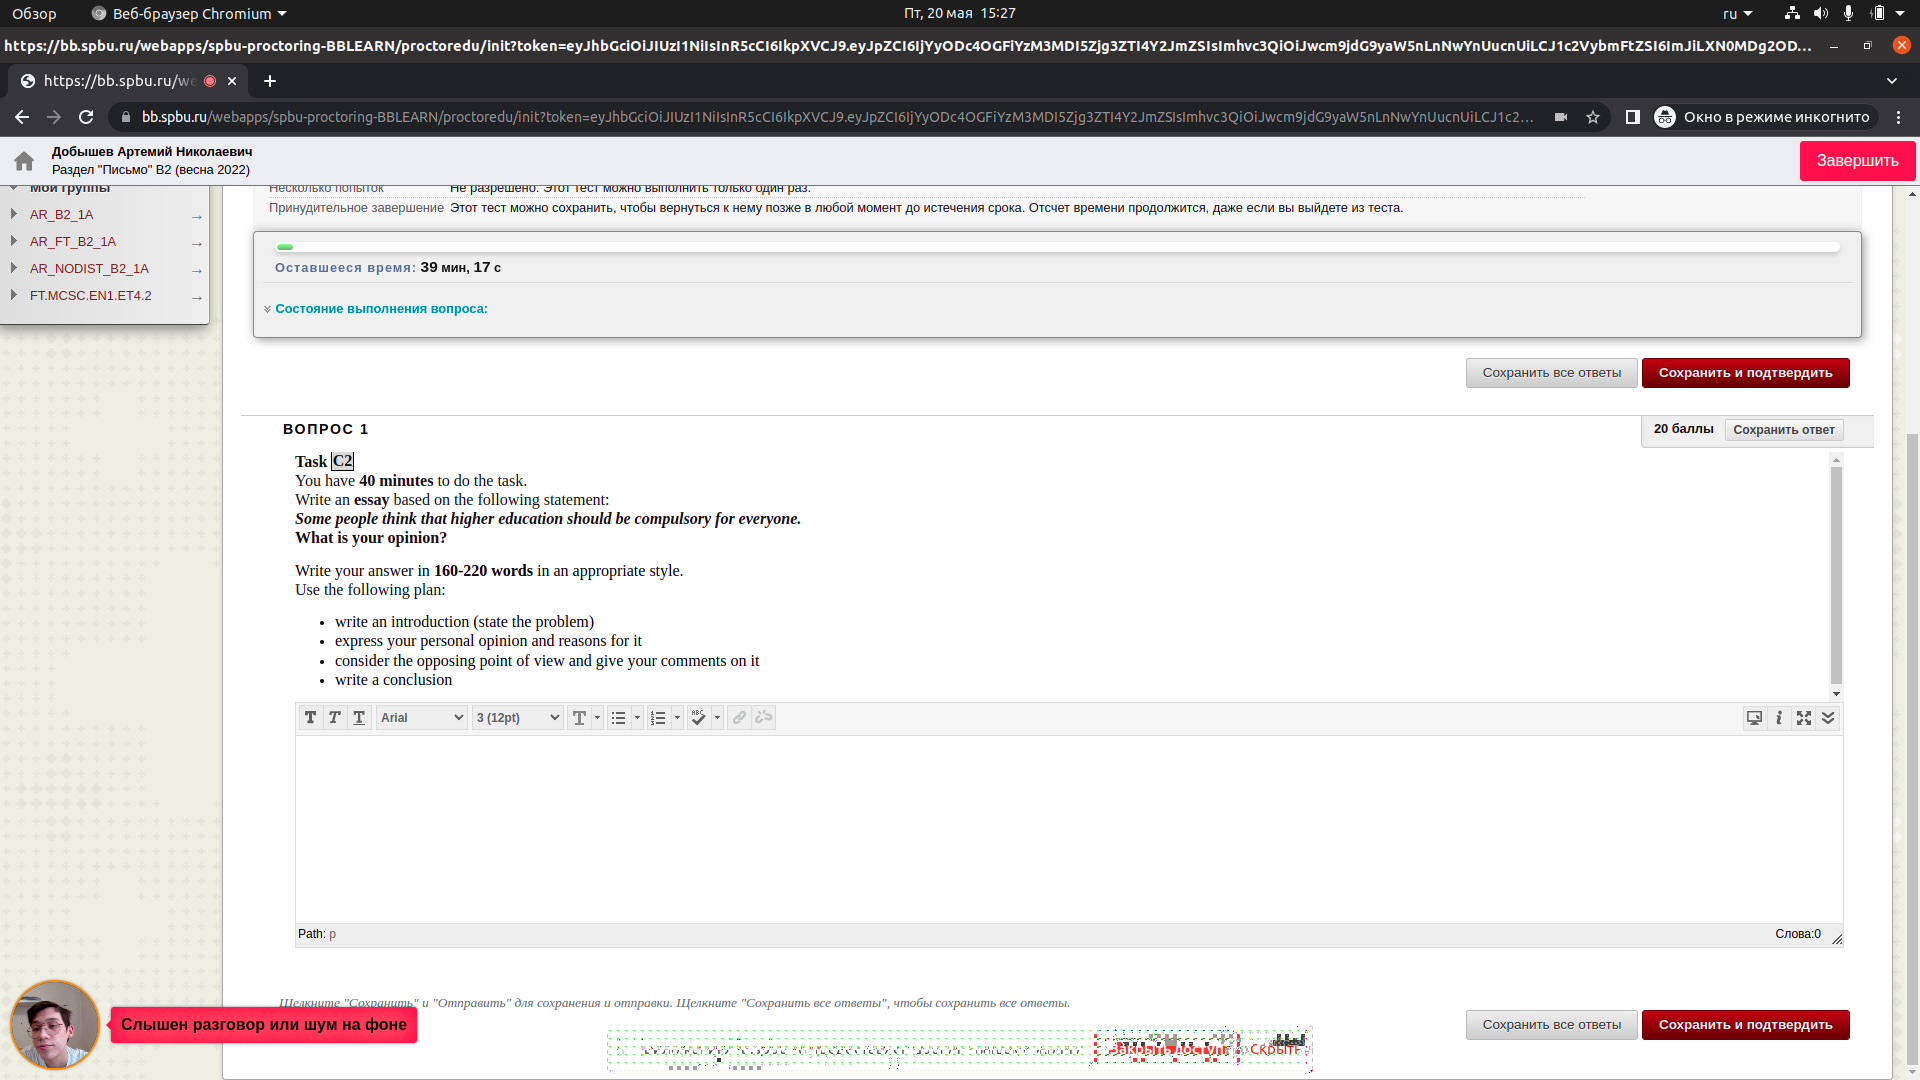 Обзор
Веб-браузер Chromium
Пт, 20 мая 15:27
ru
https://bb.spbu.ru/webapps/spbu-proctoring-BBLEARN/proctoredu/init?token=eyJhbGciOiJIUzI1NiIsInR5cCI6IkpXVCJ9.eyJpZCI6IjYyODc4OGFiYzM3MDI5Zjg3ZTI4Y2JmZSIsImhvc3QiOiJwcm9jdG9yaW5nLnNwYnUucnUiLCJ1c2VybmFtZSI6ImJiLXN0MDg2OD...
https://bb.spbu.ru/we
bb.spbu.ru/webapps/spbu-proctoring-BBLEARN/proctoredu/init?token=eyJhbGciOiJIUzI1NiIsInR5cCI6IkpXVCJ9.eyJpZCI6IjYyODc4OGFiYzM3MDI5Zjg3ZTI4Y2JmZSIsImhvc3QiOiJwcm9jdG9yaW5nLnNwYnUucnUiLCJ1c2...
Окно в режиме инкогнито
Добышев Артемий Николаевич
Раздел "Письмо" B2 (весна 2022)
Завершить
Мои группы
AR_B2_1A
AR_FT_B2_1A
AR_NODIST_B2_1A
FT.MCSC.EN1.ET4.2
Несколько попыток Не разрешено. Этот тест можно выполнить только один раз.
Принудительное завершение Этот тест можно сохранить, чтобы вернуться к нему позже в любой момент до истечения срока. Отсчет времени продолжится, даже если вы выйдете из теста.
Оставшееся время: 39 мин, 17 с
Состояние выполнения вопроса:
Сохранить все ответы
Сохранить и подтвердить
ВОПРОС 1
20 баллы
Сохранить ответ
Task C2
You have 40 minutes to do the task.
Write an essay based on the following statement:
Some people think that higher education should be compulsory for everyone.
What is your opinion?
Write your answer in 160-220 words in an appropriate style.
Use the following plan:
• write an introduction (state the problem)
• express your personal opinion and reasons for it
• consider the opposing point of view and give your comments on it
• write a conclusion
Arial
3 (12pt)
Path: p
Слова:0
Щелкните "Сохранить" и "Отправить" для сохранения и отправки. Щелкните "Сохранить все ответы", чтобы сохранить все ответы.
Слышен разговор или шум на фоне
Сохранить все ответы
Сохранить и подтвердить
Закрыть доступ
Скрыть